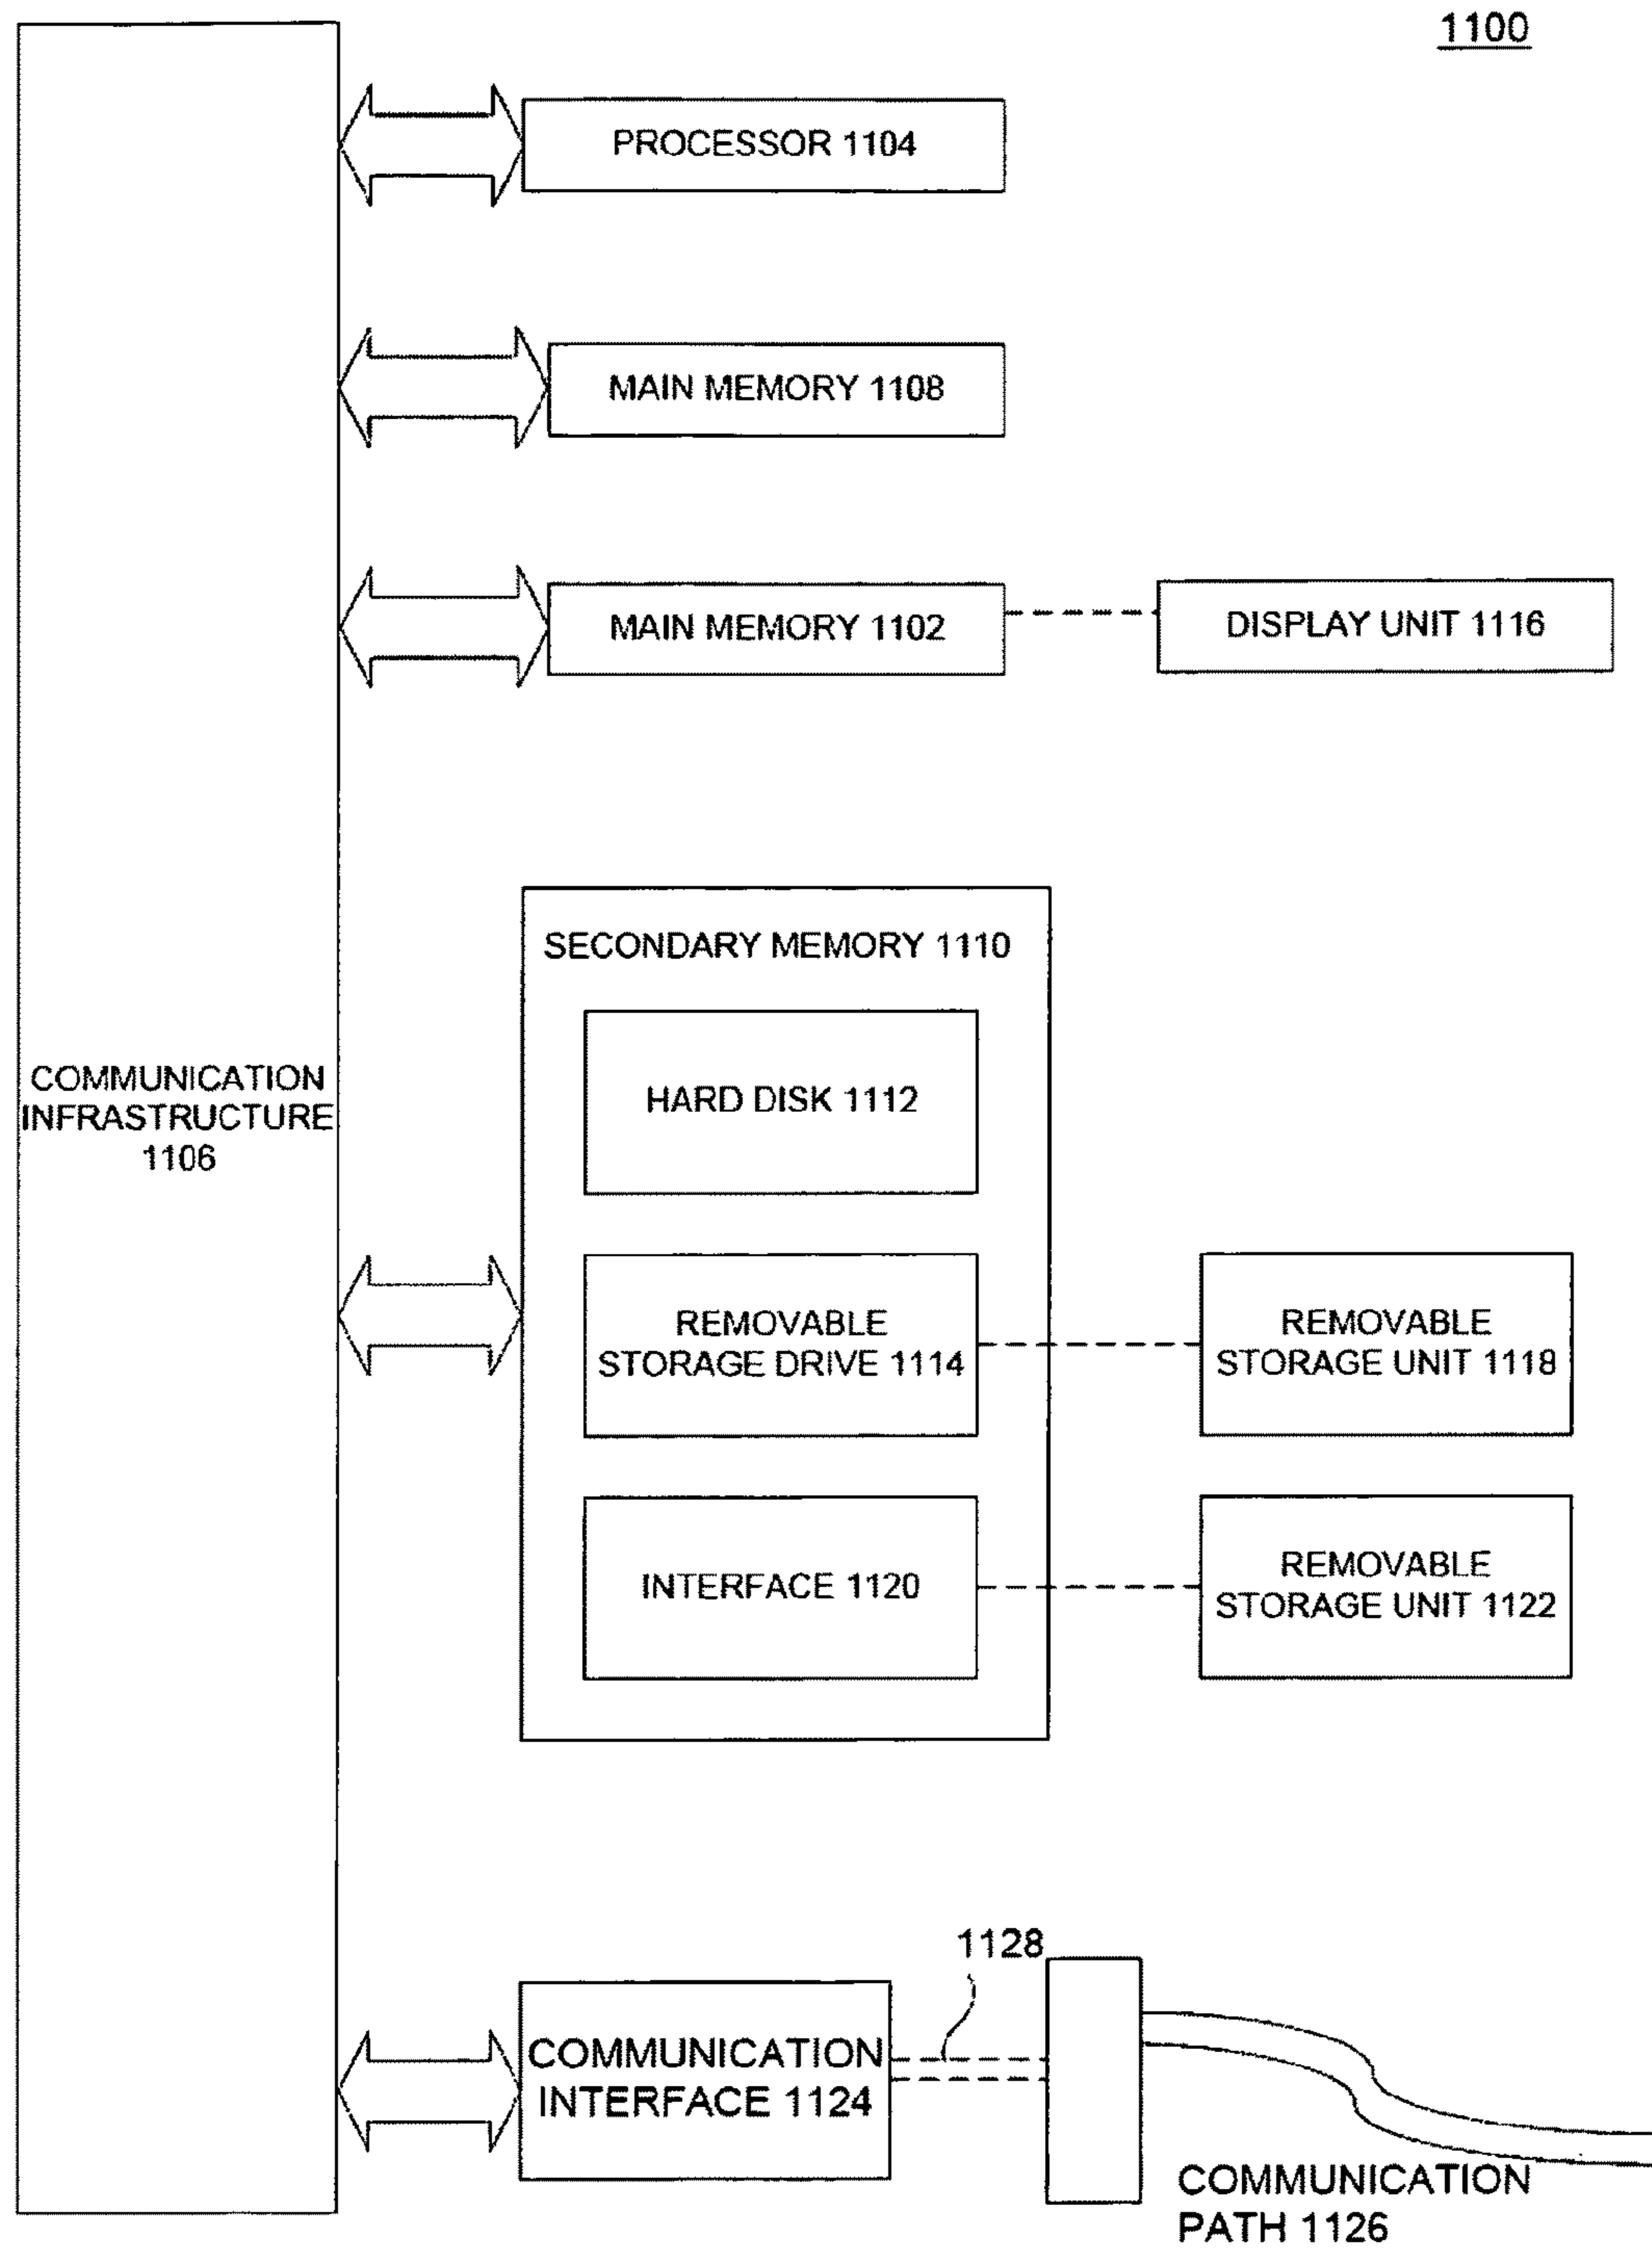 1100
PROCESSOR 1104
MAIN MEMORY 1108
MAIN MEMORY 1102
DISPLAY UNIT 1116
SECONDARY MEMORY 1110
HARD DISK 1112
COMMUNICATION
INFRASTRUCTURE
1106
REMOVABLE
STORAGE DRIVE 1114
REMOVABLE
STORAGE UNIT 1118
INTERFACE 1120
REMOVABLE
STORAGE UNIT 1122
1128
COMMUNICATION
INTERFACE 1124
COMMUNICATION
PATH 1126